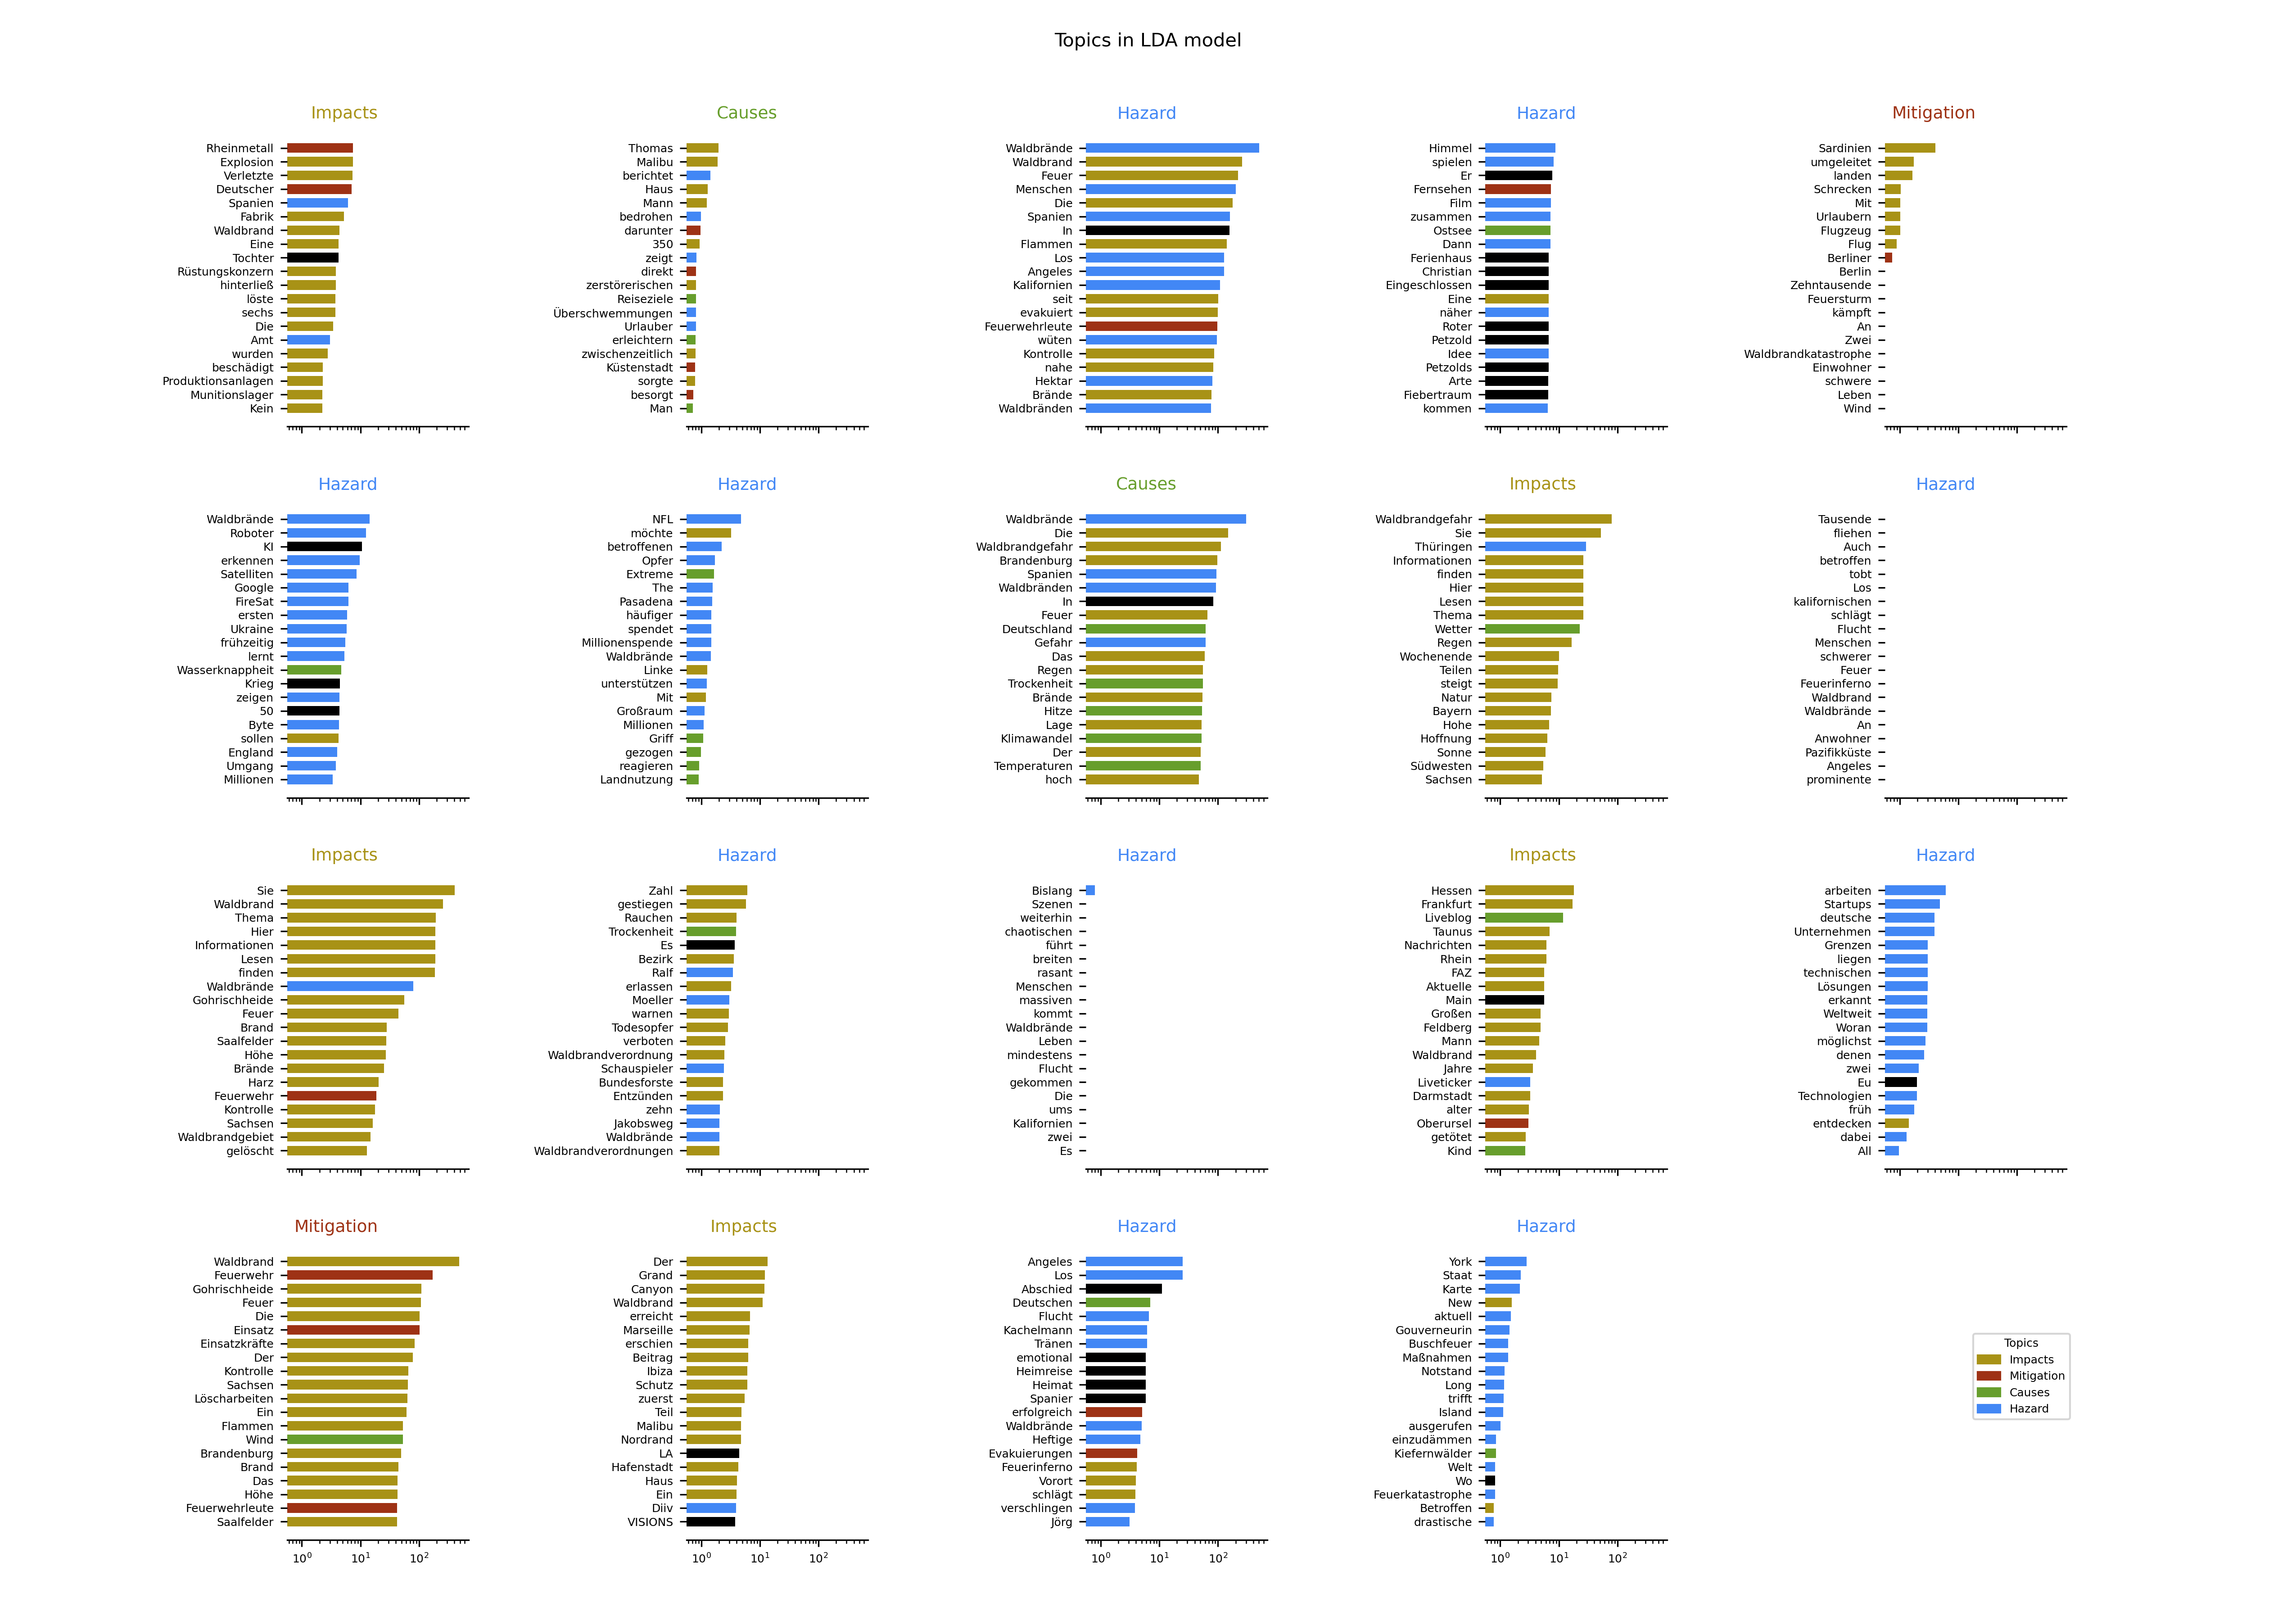 Topics in LDA model
Impacts
Rheinmetall
Explosion
Verletzte
Deutscher
Spanien
Fabrik
Waldbrand
Eine
Tochter
Rüstungskonzern
hinterließ
löste
sechs
Die
Amt
wurden
beschädigt
Produktionsanlagen
Munitionslager
Kein
Causes
Thomas
Malibu
berichtet
Haus
Mann
bedrohen
darunter
350
zeigt
direkt
zerstörerischen
Reiseziele
Überschwemmungen
Urlauber
erleichtern
zwischenzeitlich
Küstenstadt
sorgte
besorgt
Man
Hazard
Waldbrände
Waldbrand
Feuer
Menschen
Die
Spanien
In
Flammen
Los
Angeles
Kalifornien
seit
evakuiert
Feuerwehrleute
wüten
Kontrolle
nahe
Hektar
Brände
Waldbränden
Hazard
Himmel
spielen
Er
Fernsehen
Film
zusammen
Ostsee
Dann
Ferienhaus
Christian
Eingeschlossen
Eine
näher
Roter
Petzold
Idee
Petzolds
Arte
Fiebertraum
kommen
Mitigation
Sardinien
umgeleitet
landen
Schrecken
Mit
Urlaubern
Flugzeug
Flug
Berliner
Berlin
Zehntausende
Feuersturm
kämpft
An
Zwei
Waldbrandkatastrophe
Einwohner
schwere
Leben
Wind
Hazard
Waldbrände
Roboter
KI
erkennen
Satelliten
Google
FireSat
ersten
Ukraine
frühzeitig
lernt
Wasserknappheit
Krieg
zeigen
50
Byte
sollen
England
Umgang
Millionen
Hazard
NFL
möchte
betroffenen
Opfer
Extreme
The
Pasadena
häufiger
spendet
Millionenspende
Waldbrände
Linke
unterstützen
Mit
Großraum
Millionen
Griff
gezogen
reagieren
Landnutzung
Causes
Waldbrände
Die
Waldbrandgefahr
Brandenburg
Spanien
Waldbränden
In
Feuer
Deutschland
Gefahr
Das
Regen
Trockenheit
Brände
Hitze
Lage
Klimawandel
Der
Temperaturen
hoch
Impacts
Waldbrandgefahr
Sie
Thüringen
Informationen
finden
Hier
Lesen
Thema
Wetter
Regen
Wochenende
Teilen
steigt
Natur
Bayern
Hohe
Hoffnung
Sonne
Südwesten
Sachsen
Hazard
Tausende
fliehen
Auch
betroffen
tobt
Los
kalifornischen
schlägt
Flucht
Menschen
schwerer
Feuer
Feuerinferno
Waldbrand
Waldbrände
An
Anwohner
Pazifikküste
Angeles
prominente
Impacts
Sie
Waldbrand
Thema
Hier
Informationen
Lesen
finden
Waldbrände
Gohrischheide
Feuer
Brand
Saalfelder
Höhe
Brände
Harz
Feuerwehr
Kontrolle
Sachsen
Waldbrandgebiet
gelöscht
Hazard
Zahl
gestiegen
Rauchen
Trockenheit
Es
Bezirk
Ralf
erlassen
Moeller
warnen
Todesopfer
verboten
Waldbrandverordnung
Schauspieler
Bundesforste
Entzünden
zehn
Jakobsweg
Waldbrände
Waldbrandverordnungen
Hazard
Bislang
Szenen
weiterhin
chaotischen
führt
breiten
rasant
Menschen
massiven
kommt
Waldbrände
Leben
mindestens
Flucht
gekommen
Die
ums
Kalifornien
zwei
Es
Impacts
Hessen
Frankfurt
Liveblog
Taunus
Nachrichten
Rhein
FAZ
Aktuelle
Main
Großen
Feldberg
Mann
Waldbrand
Jahre
Liveticker
Darmstadt
alter
Oberursel
getötet
Kind
Hazard
arbeiten
Startups
deutsche
Unternehmen
Grenzen
liegen
technischen
Lösungen
erkannt
Weltweit
Woran
möglichst
denen
zwei
Eu
Technologien
früh
entdecken
dabei
All
Mitigation
Waldbrand
Feuerwehr
Gohrischheide
Feuer
Die
Einsatz
Einsatzkräfte
Der
Kontrolle
Sachsen
Löscharbeiten
Ein
Flammen
Wind
Brandenburg
Brand
Das
Höhe
Feuerwehrleute
Saalfelder
10⁰ 10¹ 10²
Impacts
Der
Grand
Canyon
Waldbrand
erreicht
Marseille
erschien
Beitrag
Ibiza
Schutz
zuerst
Teil
Malibu
Nordrand
LA
Hafenstadt
Haus
Ein
Diiv
VISIONS
10⁰ 10¹ 10²
Hazard
Angeles
Los
Abschied
Deutschen
Flucht
Kachelmann
Tränen
emotional
Heimreise
Heimat
Spanier
erfolgreich
Waldbrände
Heftige
Evakuierungen
Feuerinferno
Vorort
schlägt
verschlingen
Jörg
10⁰ 10¹ 10²
Hazard
York
Staat
Karte
New
aktuell
Gouverneurin
Buschfeuer
Maßnahmen
Notstand
Long
trifft
Island
ausgerufen
einzudämmen
Kiefernwälder
Welt
Wo
Feuerkatastrophe
Betroffen
drastische
10⁰ 10¹ 10²
Topics
Impacts
Mitigation
Causes
Hazard